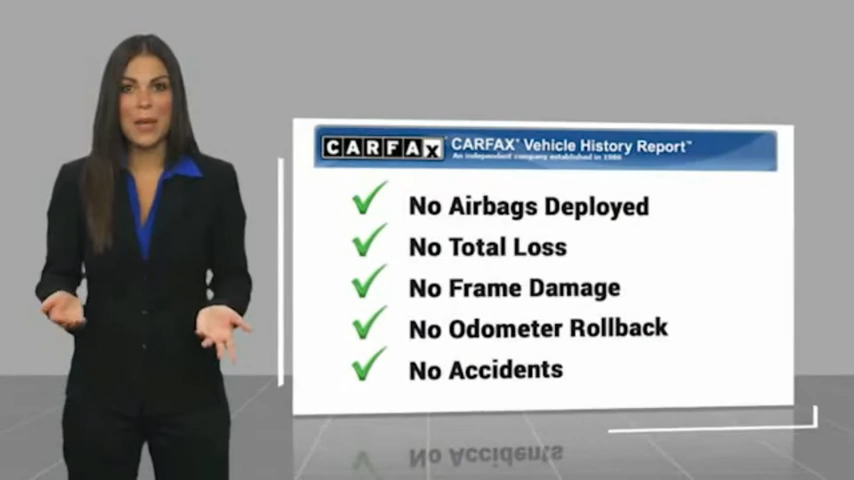 CARFAX CARFAX® Vehicle History Report™
An independent company established in 1986
No Airbags Deployed
No Total Loss
No Frame Damage
No Odometer Rollback
No Accidents
No Accidents